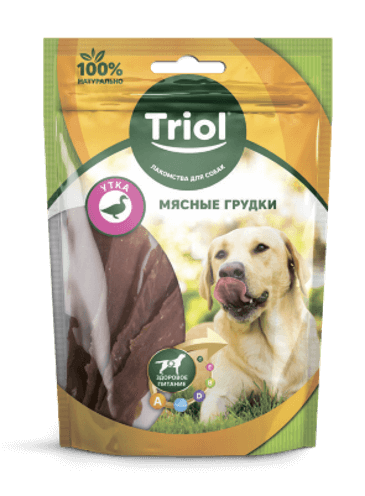 100%
НАТУРАЛЬНО
Triol®
ЛАКОМСТВА ДЛЯ СОБАК
УТКА
МЯСНЫЕ ГРУДКИ
ЗДОРОВОЕ
ПИТАНИЕ
A
D